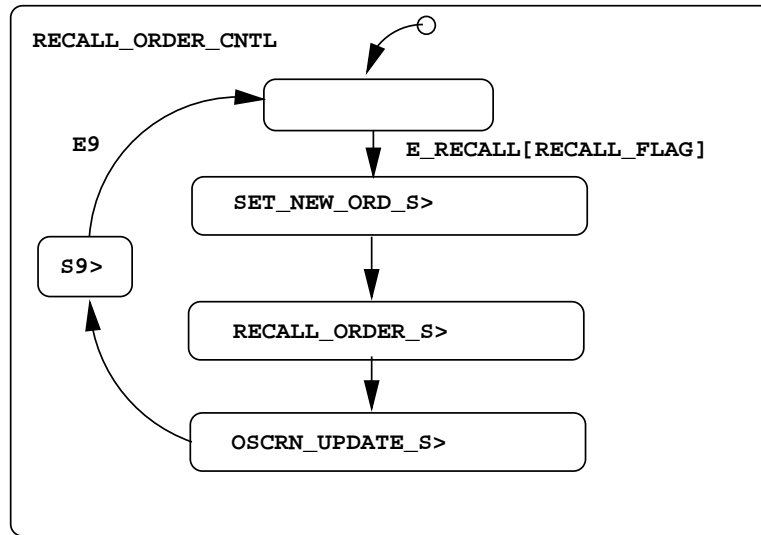 RECALL_ORDER_CNTL
E9
E_RECALL[RECALL_FLAG]
SET_NEW_ORD_S>
S9>
RECALL_ORDER_S>
OSCRN_UPDATE_S>